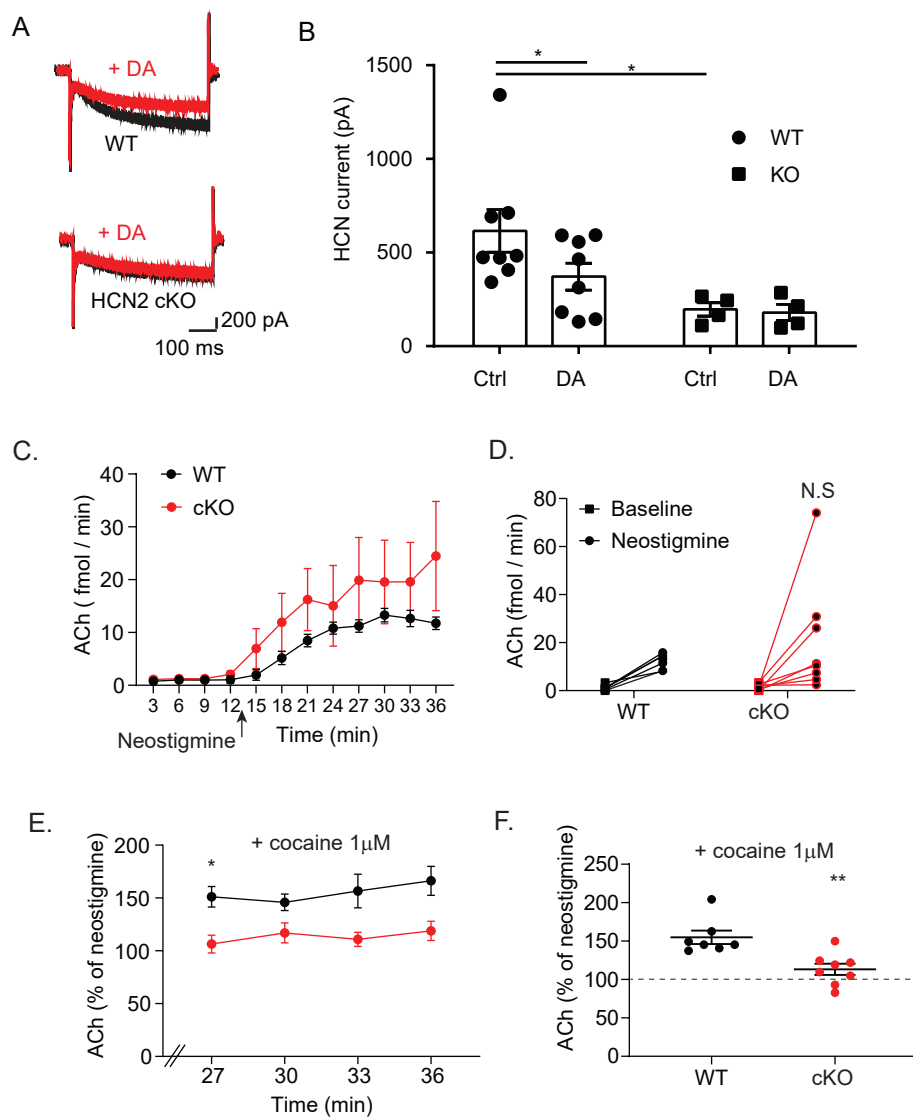 A
+ DA
WT
+ DA
HCN2 cKO
200 pA
100 ms
B
HCN current (pA)
1500
1000
500
0
*
*
WT
KO
Ctrl
DA
Ctrl
DA
C.
WT
cKO
ACh ( fmol / min)
40
30
20
10
0
3 6 9 12 15 18 21 24 27 30 33 36
Neostigmine
Time (min)
D.
N.S
Baseline
Neostigmine
ACh (fmol / min)
80
60
40
20
0
WT
cKO
E.
+ cocaine 1μM
*
ACh (% of neostigmine)
200
150
100
50
0
27 30 33 36
Time (min)
F.
+ cocaine 1μM
**
ACh (% of neostigmine)
250
200
150
100
50
0
WT
cKO